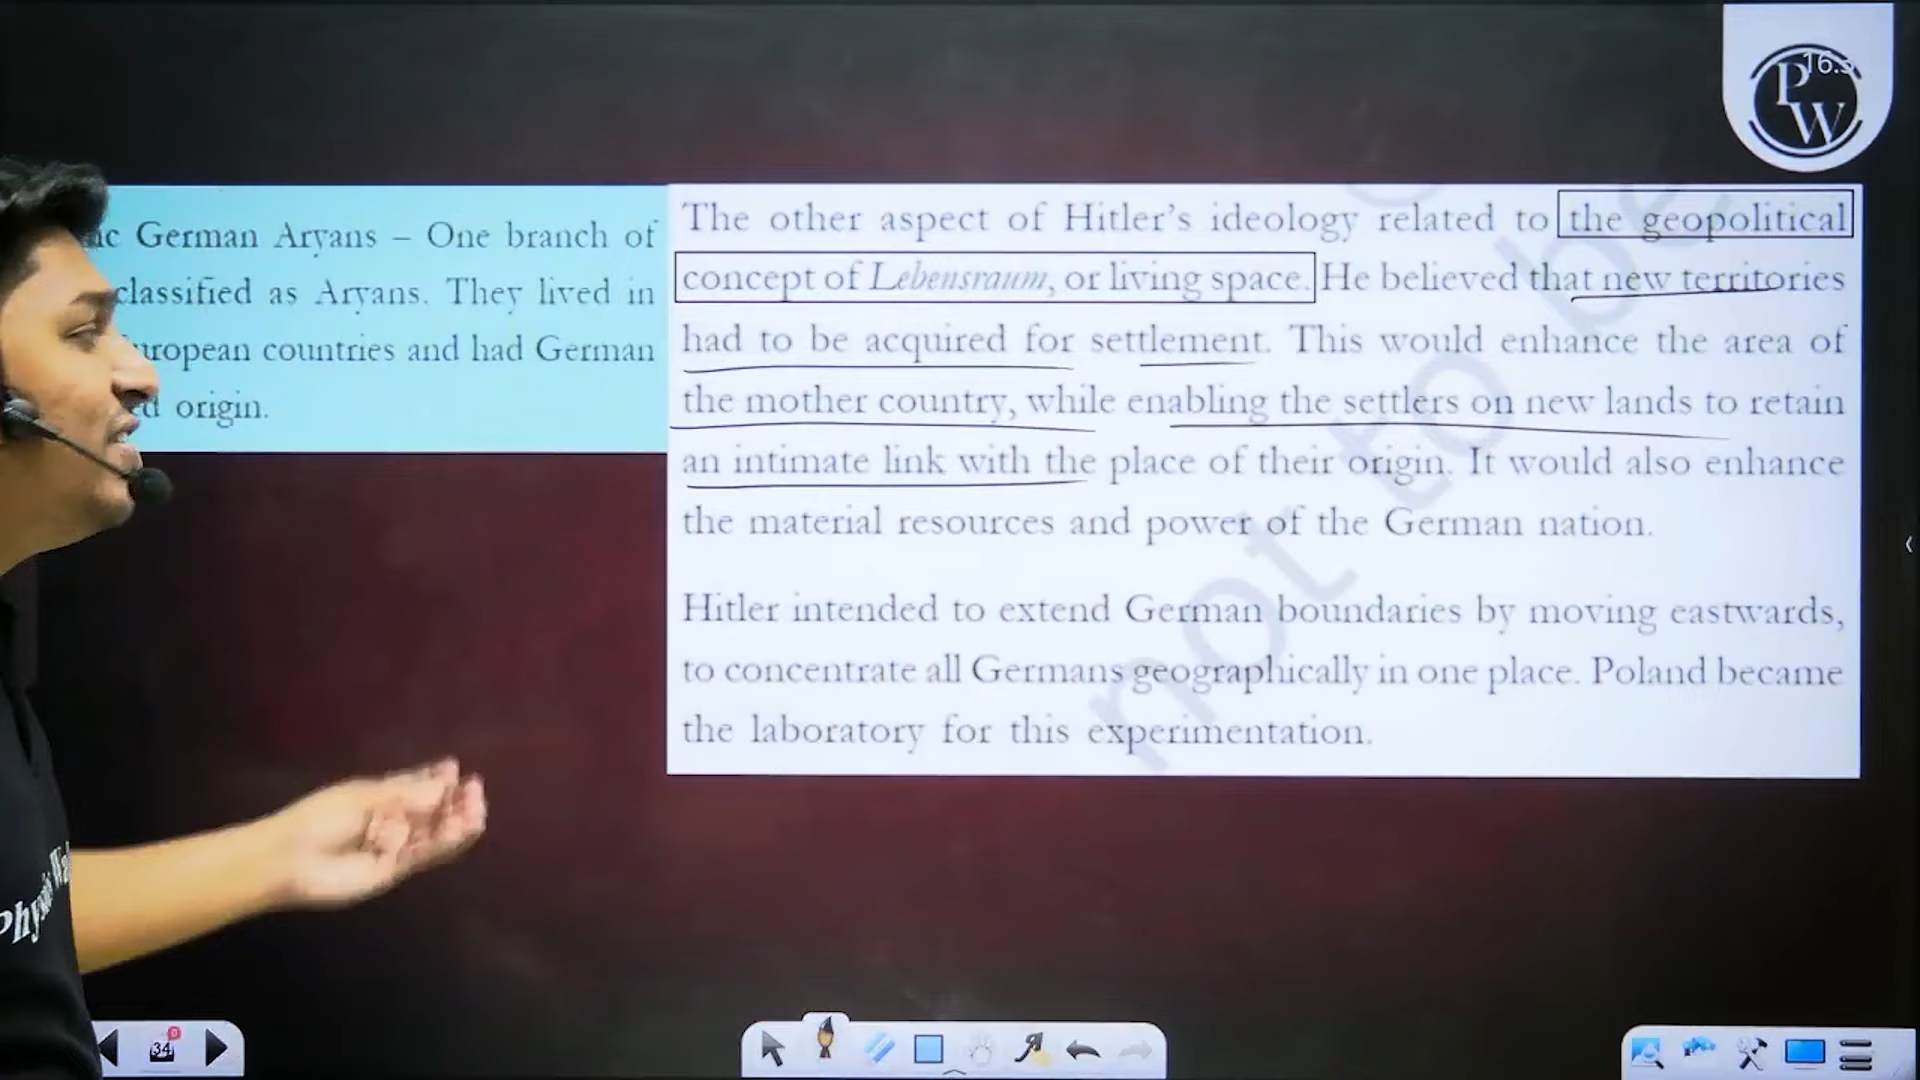 16.
PW
German Aryans – One branch of
classified as Aryans. They lived in
countries and had German
origin.
The other aspect of Hitler's ideology related to the geopolitical
concept of Lebensraum, or living space. He believed that new territories
had to be acquired for settlement. This would enhance the area of
the mother country, while enabling the settlers on new lands to retain
an intimate link with the place of their origin. It would also enhance
the material resources and power of the German nation.
Hitler intended to extend German boundaries by moving eastwards,
to concentrate all Germans geographically in one place. Poland became
the laboratory for this experimentation.
not to be
34
0